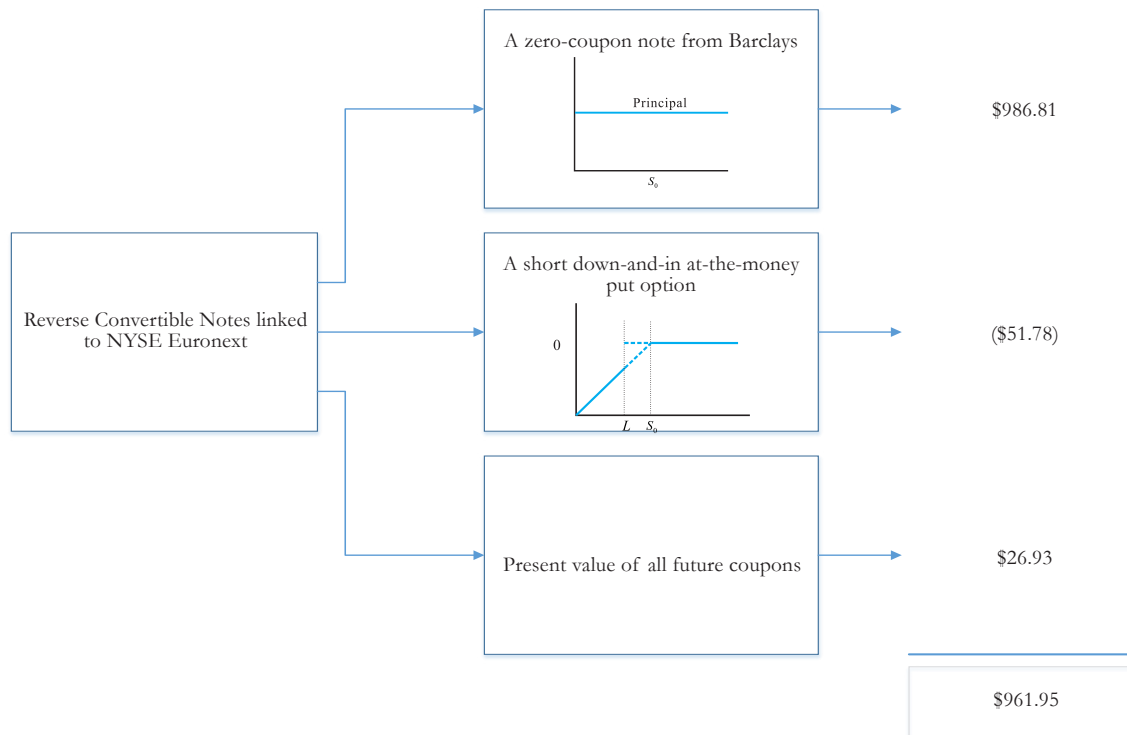 A zero-coupon note from Barclays
Principal
S₀
$986.81
Reverse Convertible Notes linked
to NYSE Euronext
A short down-and-in at-the-money
put option
0
L
S₀
($51.78)
Present value of all future coupons
$26.93
$961.95